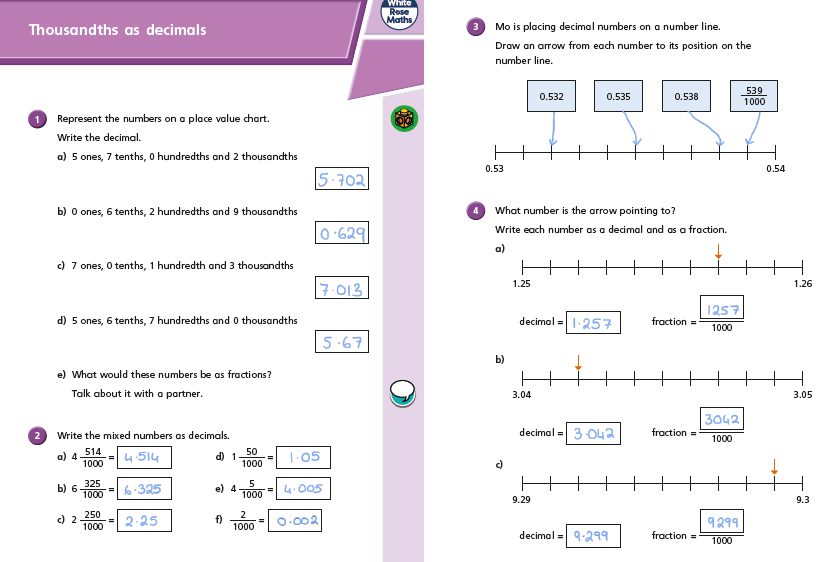 Thousandths as decimals
White
Rose
Maths
1 Represent the numbers on a place value chart.
Write the decimal.
a) 5 ones, 7 tenths, 0 hundredths and 2 thousandths
5·702
b) 0 ones, 6 tenths, 2 hundredths and 9 thousandths
0·629
c) 7 ones, 0 tenths, 1 hundredth and 3 thousandths
7·013
d) 5 ones, 6 tenths, 7 hundredths and 0 thousandths
5·67
e) What would these numbers be as fractions?
Talk about it with a partner.
2 Write the mixed numbers as decimals.
a) 4 514/1000 = 4·514
b) 6 325/1000 = 6·325
c) 2 250/1000 = 2·25
d) 1 50/1000 = 1·05
e) 4 5/1000 = 4·005
f) 2/1000 = 0·002
3 Mo is placing decimal numbers on a number line.
Draw an arrow from each number to its position on the
number line.
0.532 0.535 0.538 539/1000
0.53 0.54
4 What number is the arrow pointing to?
Write each number as a decimal and as a fraction.
a)
1.25 1.26
decimal = 1·257 fraction = 1257/1000
b)
3.04 3.05
decimal = 3·042 fraction = 3042/1000
c)
9.29 9.3
decimal = 9·299 fraction = 9299/1000